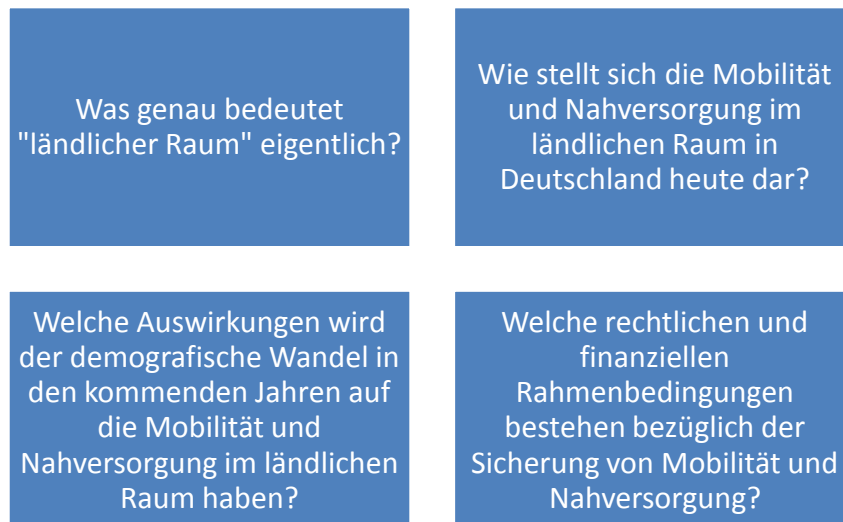 Was genau bedeutet
"ländlicher Raum" eigentlich?
Wie stellt sich die Mobilität
und Nahversorgung im
ländlichen Raum in
Deutschland heute dar?
Welche Auswirkungen wird
der demografische Wandel in
den kommenden Jahren auf
die Mobilität und
Nahversorgung im ländlichen
Raum haben?
Welche rechtlichen und
finanziellen
Rahmenbedingungen
bestehen bezüglich der
Sicherung von Mobilität und
Nahversorgung?